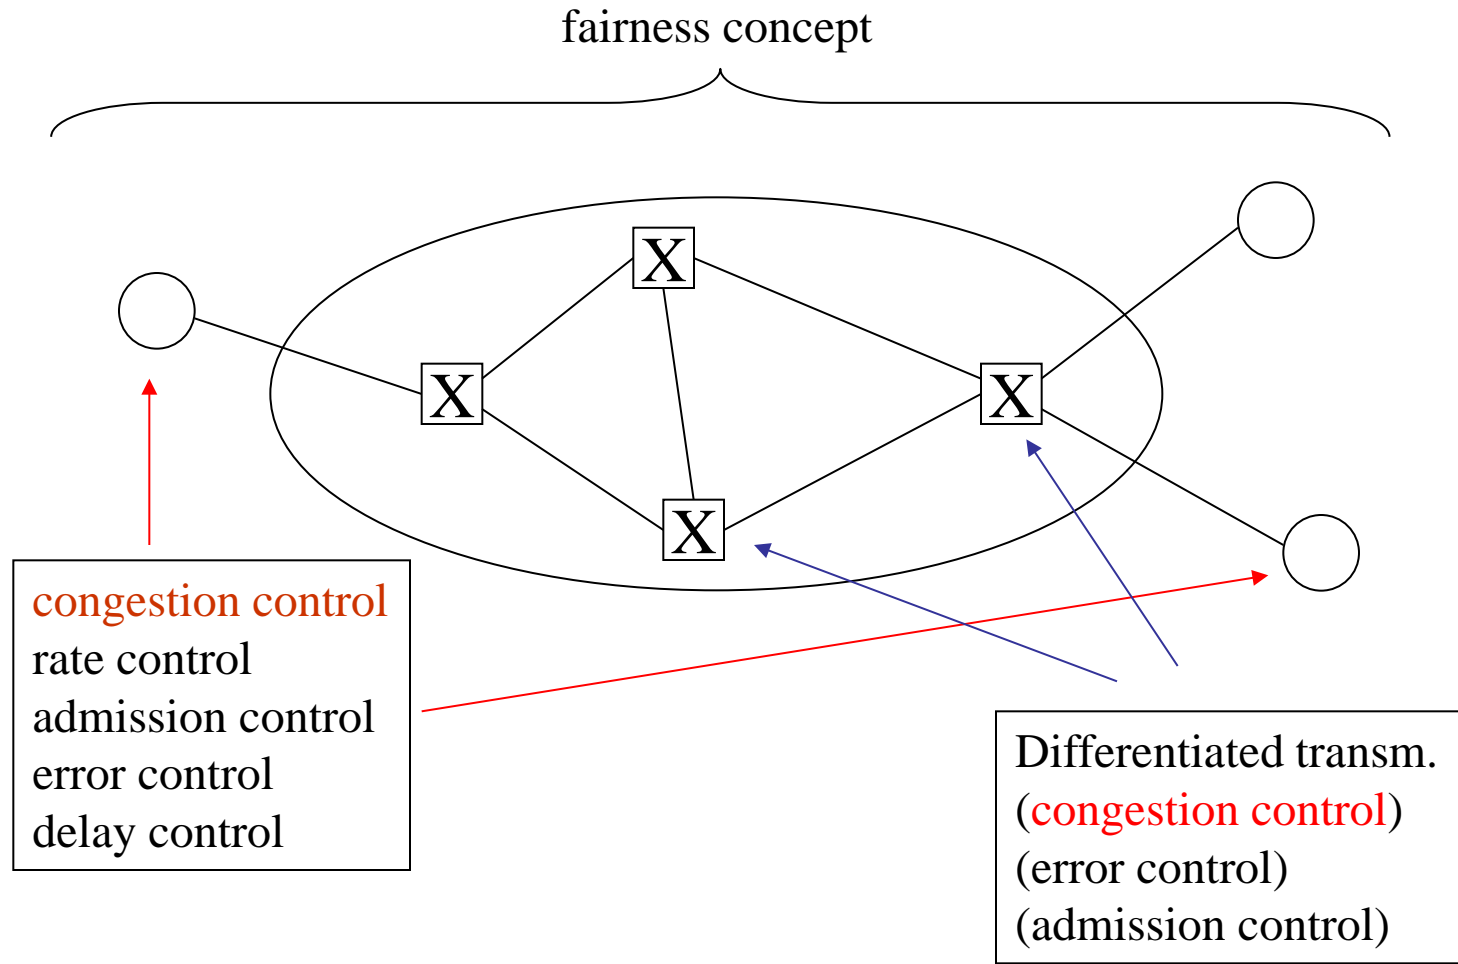 fairness concept
X
X
X
X
congestion control
rate control
admission control
error control
delay control
Differentiated transm.
(congestion control)
(error control)
(admission control)